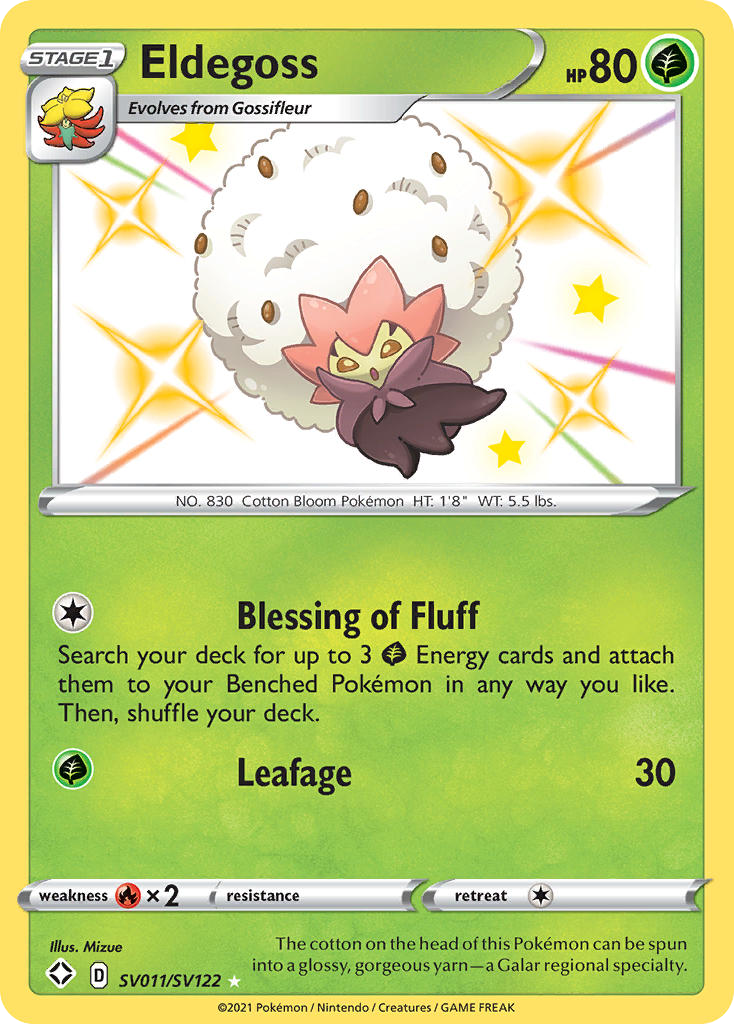 STAGE 1
Eldegoss
HP 80
Evolves from Gossifleur
NO. 830 Cotton Bloom Pokémon HT: 1'8" WT: 5.5 lbs.
Blessing of Fluff
Search your deck for up to 3 Energy cards and attach
them to your Benched Pokémon in any way you like.
Then, shuffle your deck.
Leafage 30
weakness ×2 resistance retreat
Illus. Mizue
The cotton on the head of this Pokémon can be spun
into a glossy, gorgeous yarn—a Galar regional specialty.
D SV011/SV122
©2021 Pokémon / Nintendo / Creatures / GAME FREAK